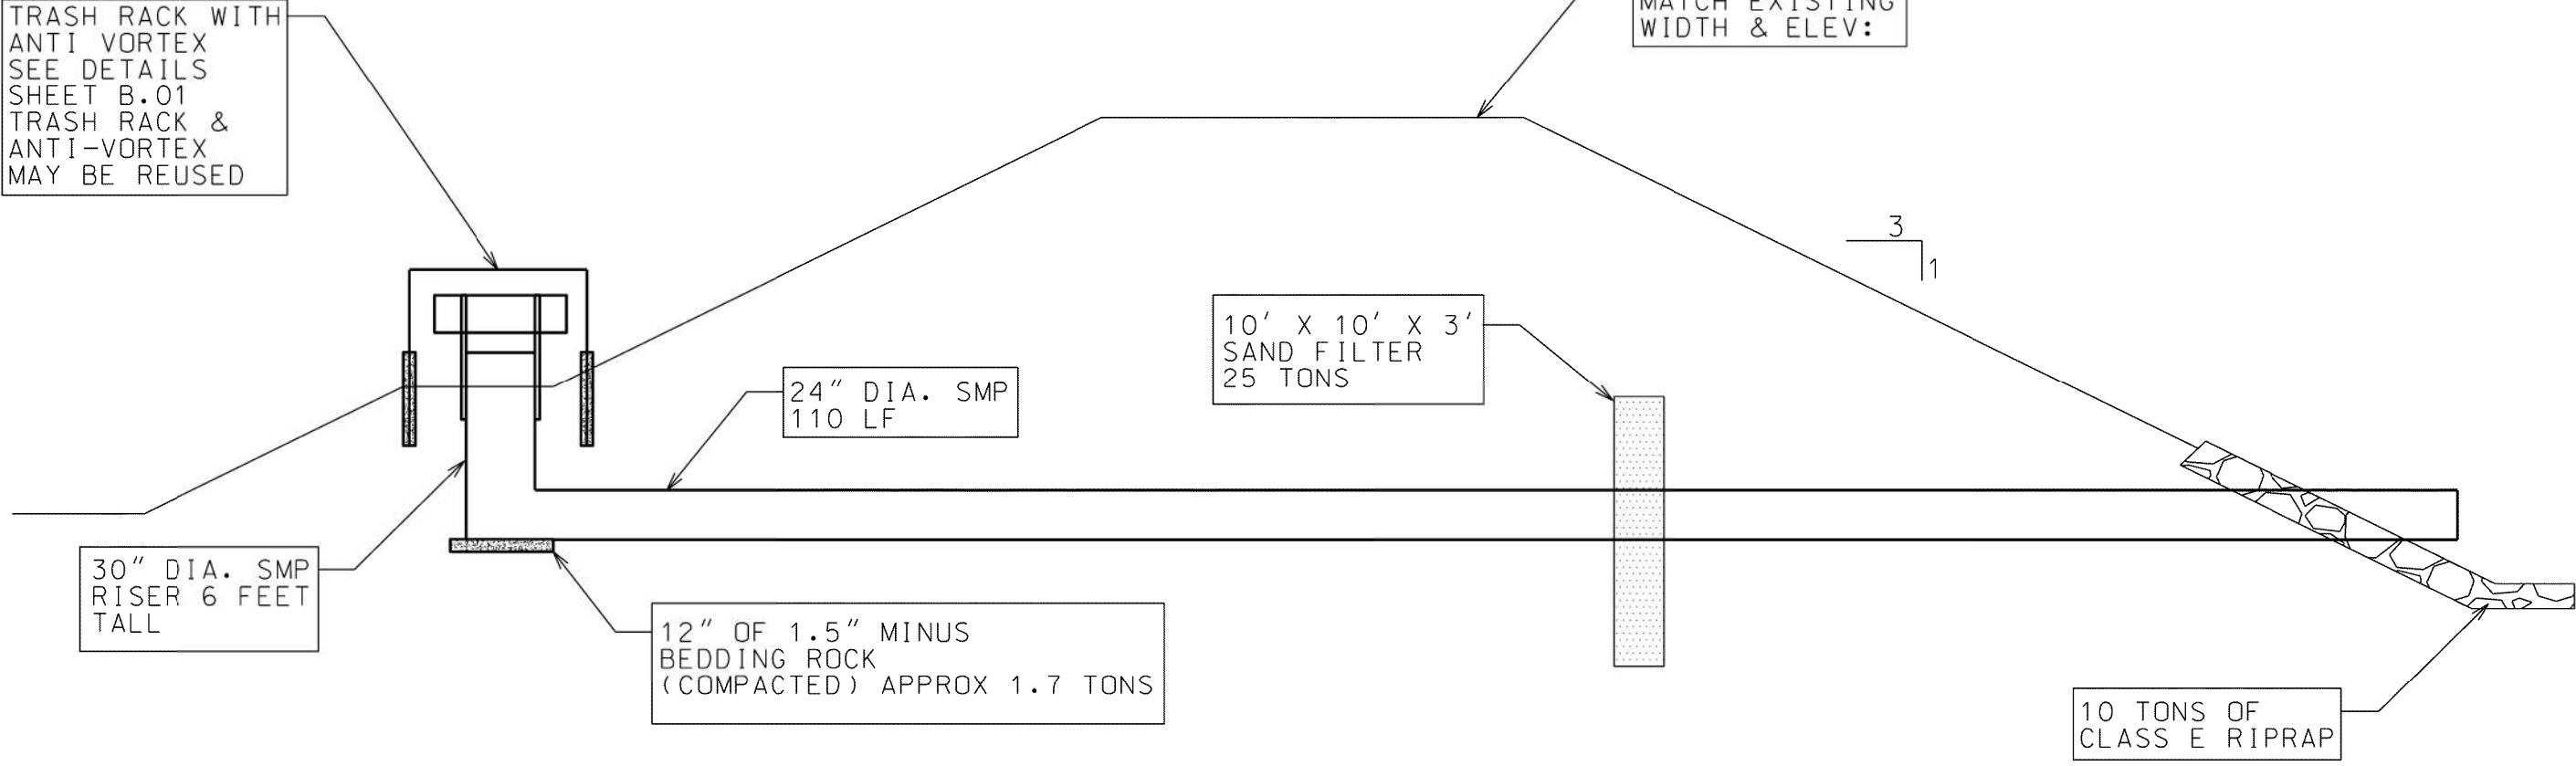 TRASH RACK WITH
ANTI VORTEX
SEE DETAILS
SHEET B.01
TRASH RACK &
ANTI-VORTEX
MAY BE REUSED
MATCH EXISTING
WIDTH & ELEV:
3
1
10' X 10' X 3'
SAND FILTER
25 TONS
24" DIA. SMP
110 LF
30" DIA. SMP
RISER 6 FEET
TALL
12" OF 1.5" MINUS
BEDDING ROCK
(COMPACTED) APPROX 1.7 TONS
10 TONS OF
CLASS E RIPRAP